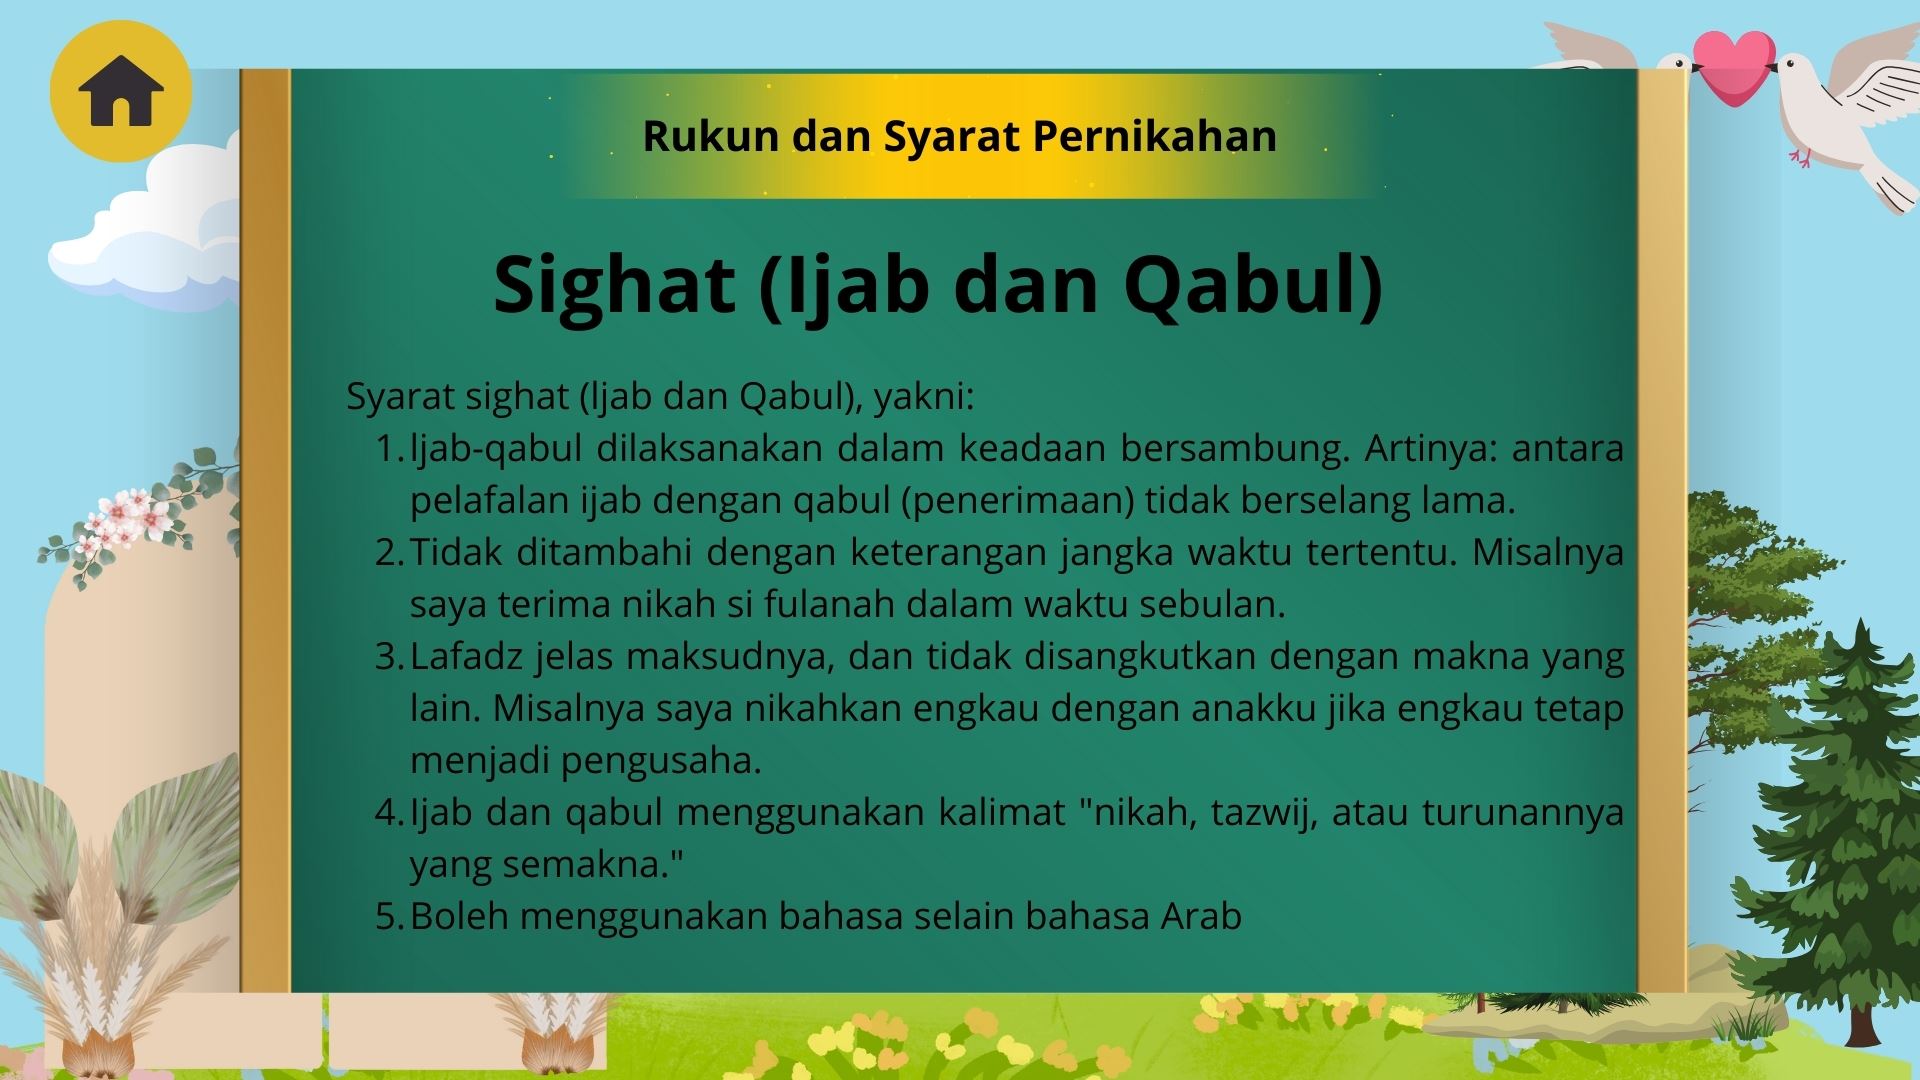 Rukun dan Syarat Pernikahan
Sighat (Ijab dan Qabul)
Syarat sighat (ljab dan Qabul), yakni:
1. ljab-qabul dilaksanakan dalam keadaan bersambung. Artinya: antara
pelafalan ijab dengan qabul (penerimaan) tidak berselang lama.
2. Tidak ditambahi dengan keterangan jangka waktu tertentu. Misalnya
saya terima nikah si fulanah dalam waktu sebulan.
3. Lafadz jelas maksudnya, dan tidak disangkutkan dengan makna yang
lain. Misalnya saya nikahkan engkau dengan anakku jika engkau tetap
menjadi pengusaha.
4. Ijab dan qabul menggunakan kalimat "nikah, tazwij, atau turunannya
yang semakna."
5. Boleh menggunakan bahasa selain bahasa Arab